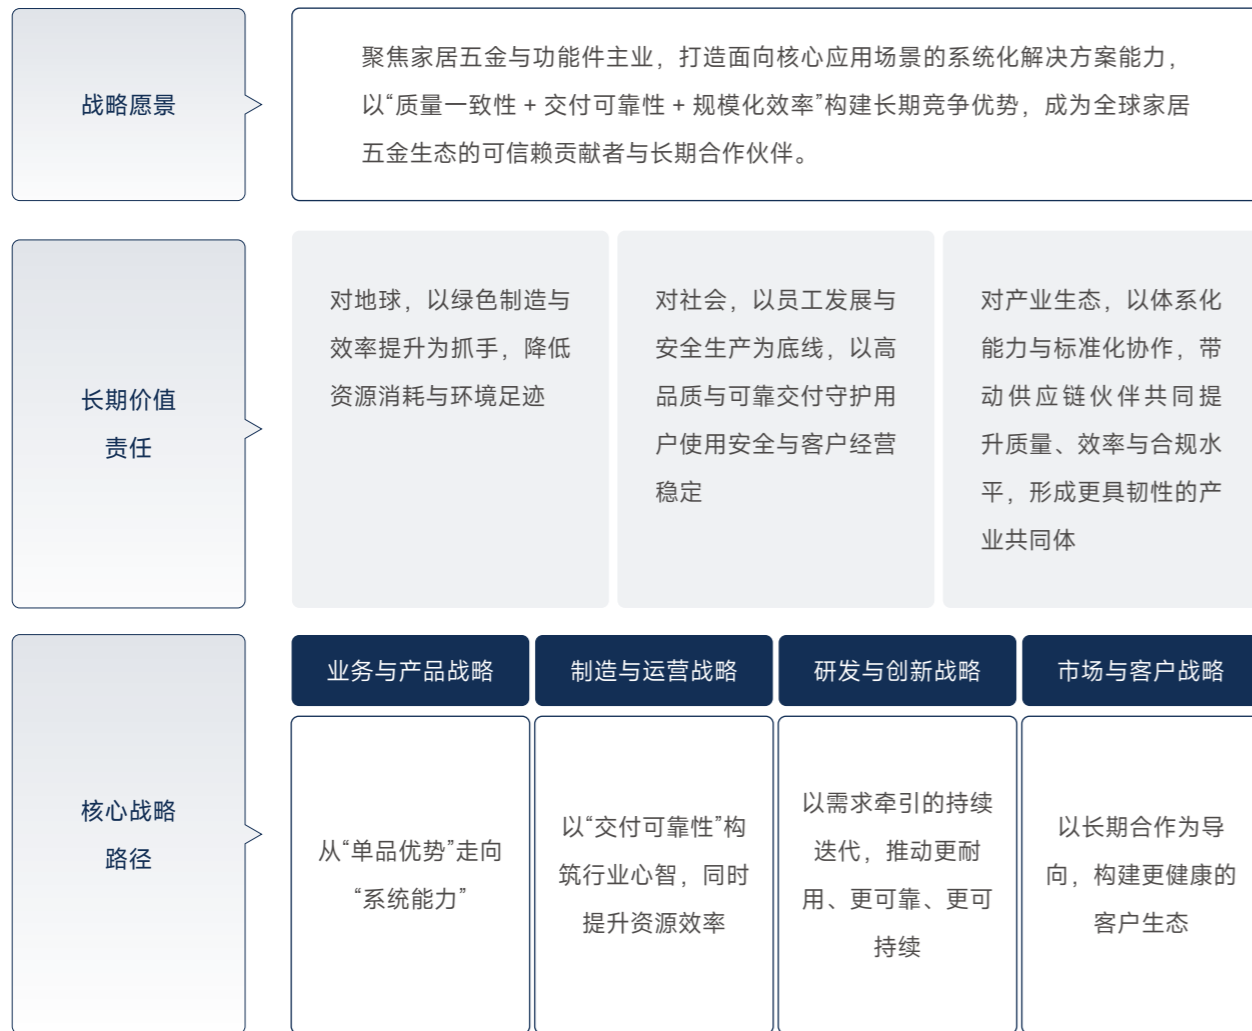 战略愿景
聚焦家居五金与功能件主业，打造面向核心应用场景的系统化解决方案能力，
以“质量一致性 + 交付可靠性 + 规模化效率”构建长期竞争优势，成为全球家居
五金生态的可信赖贡献者与长期合作伙伴。
长期价值
责任
对地球，以绿色制造与
效率提升为抓手，降低
资源消耗与环境足迹
对社会，以员工发展与
安全生产为底线，以高
品质与可靠交付守护用
户使用安全与客户经营
稳定
对产业生态，以体系化
能力与标准化协作，带
动供应链伙伴共同提
升质量、效率与合规水
平，形成更具韧性的产
业共同体
核心战略
路径
业务与产品战略
从“单品优势”走向
“系统能力”
制造与运营战略
以“交付可靠性”构
筑行业心智，同时
提升资源效率
研发与创新战略
以需求牵引的持续
迭代，推动更耐
用、更可靠、更可
持续
市场与客户战略
以长期合作为导
向，构建更健康的
客户生态